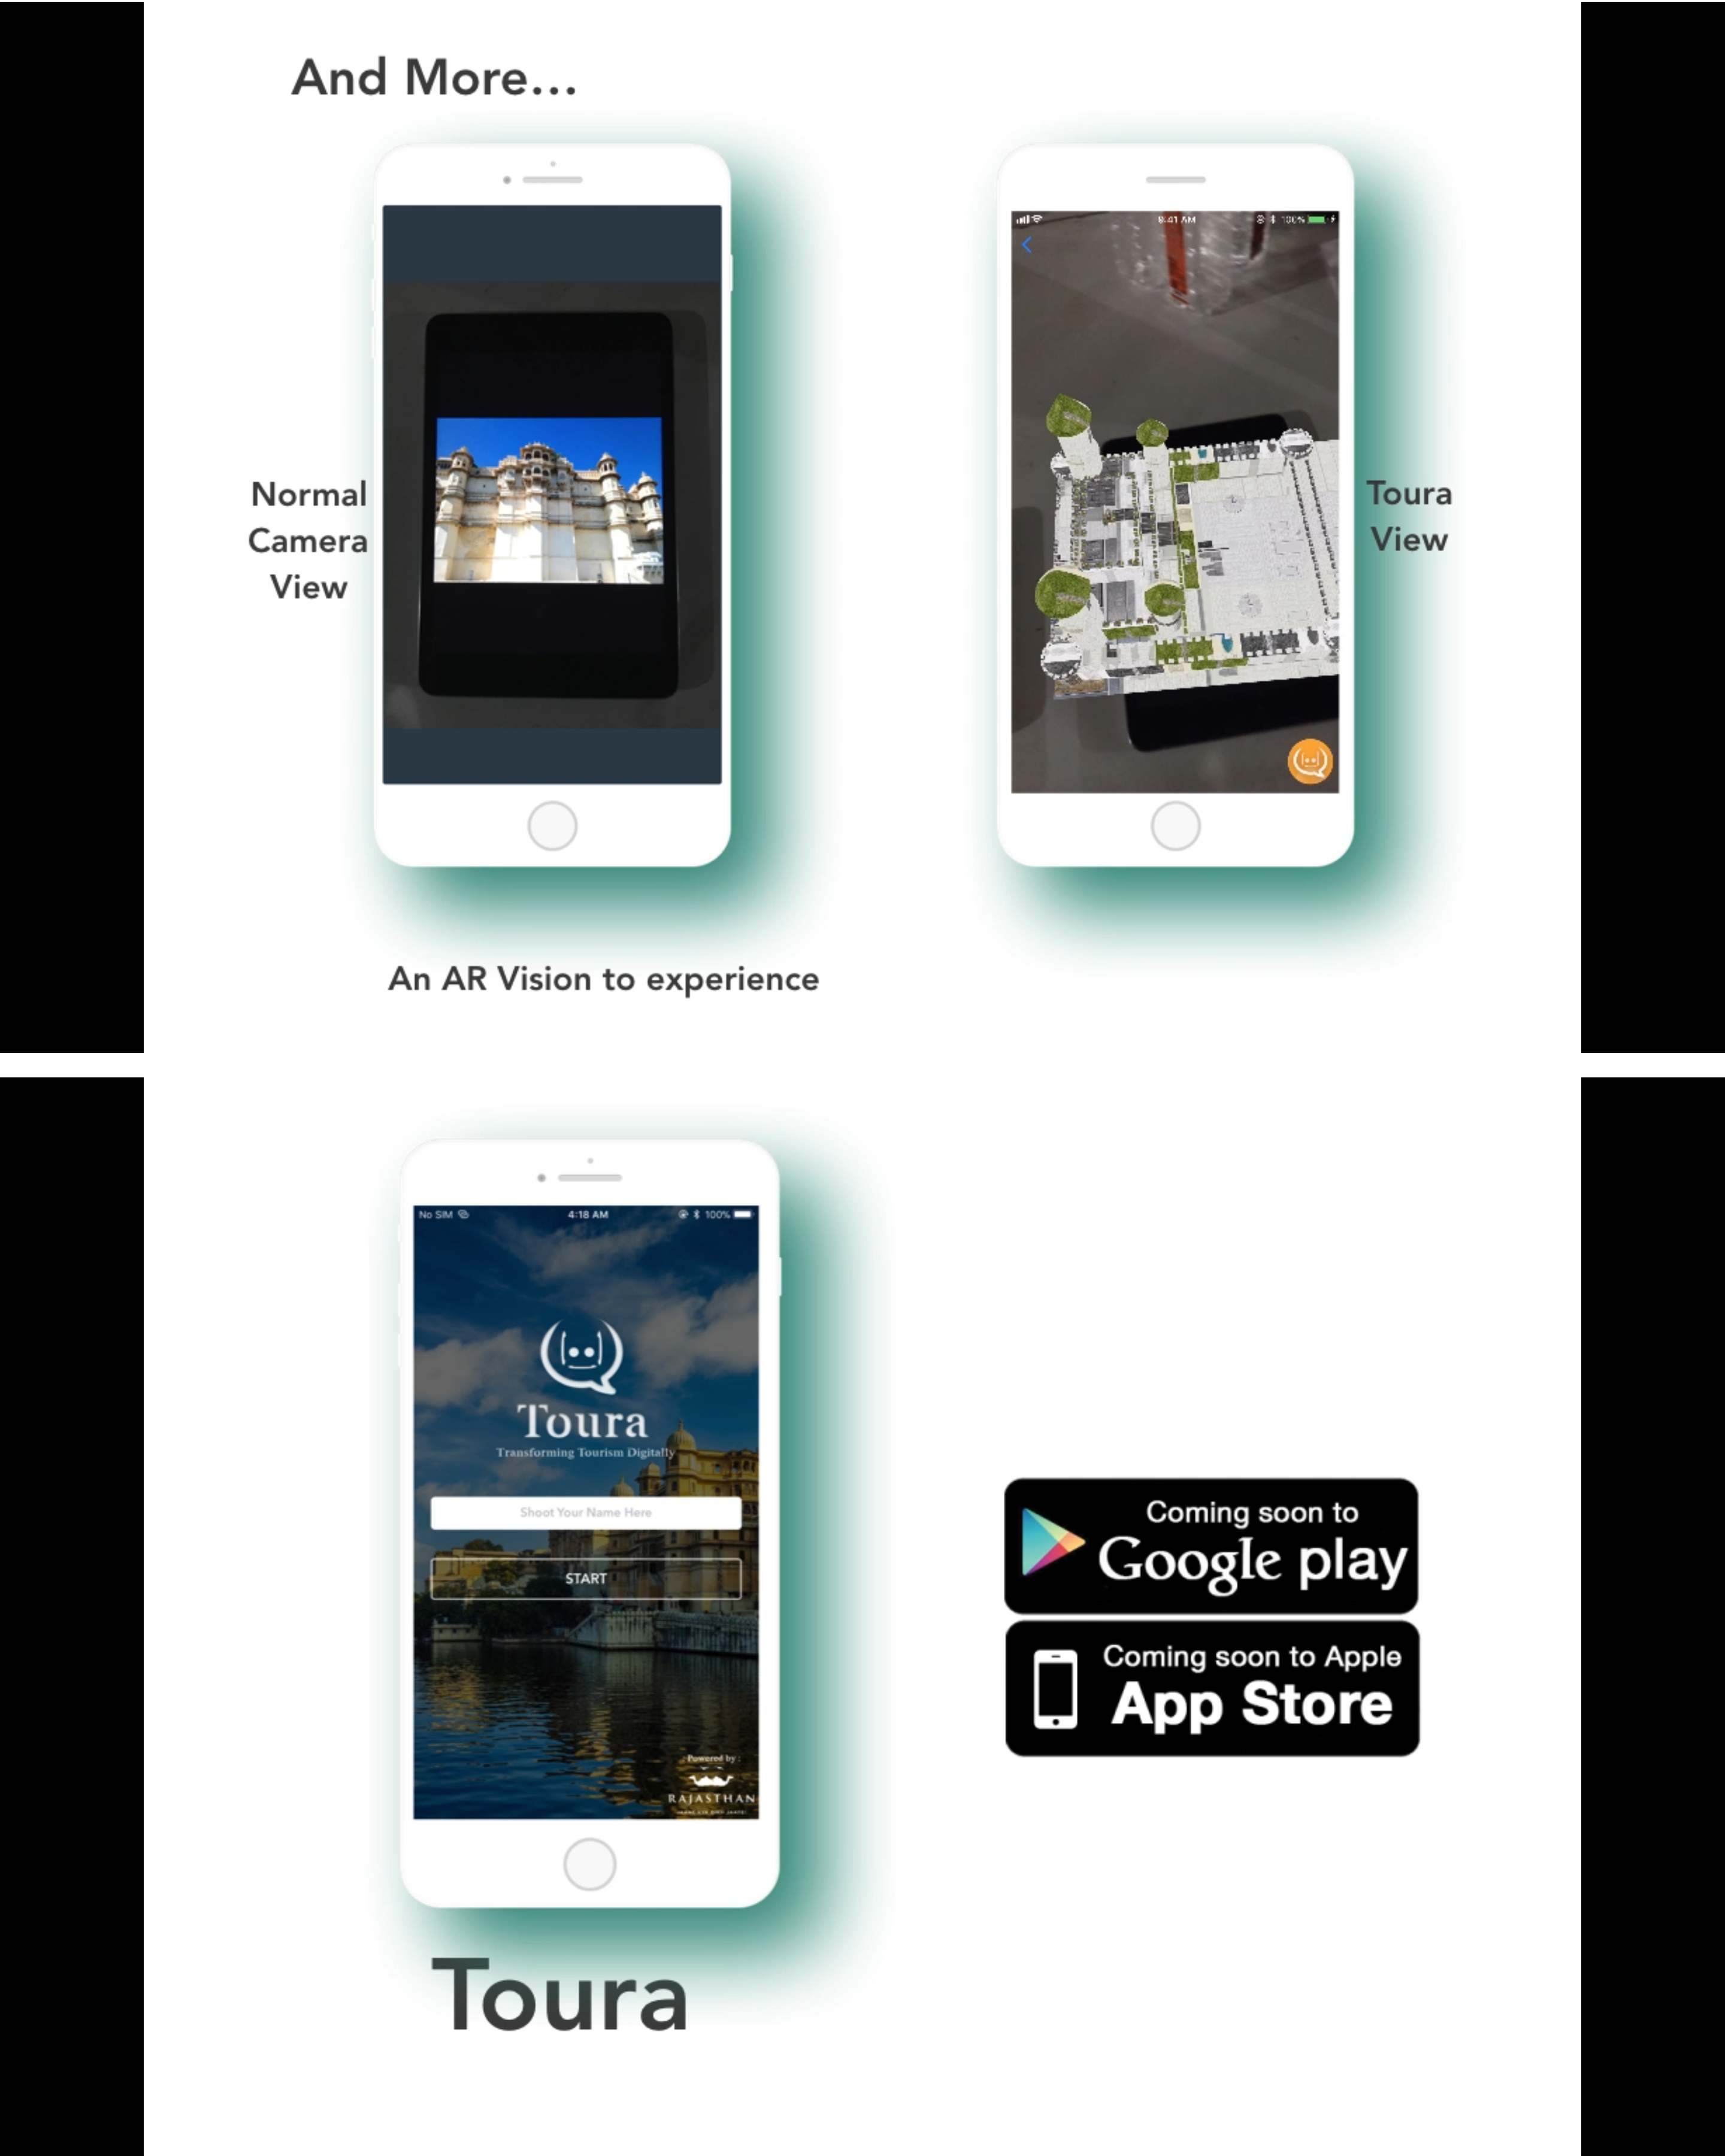 And More...
Normal
Camera
View
9:41 AM
100%
Toura
View
An AR Vision to experience
No SIM
4:18 AM
100%
Toura
Transforming Tourism Digitally
Shoot Your Name Here
START
Powered by :
RAJASTHAN
Coming soon to
Google play
Coming soon to Apple
App Store
Toura